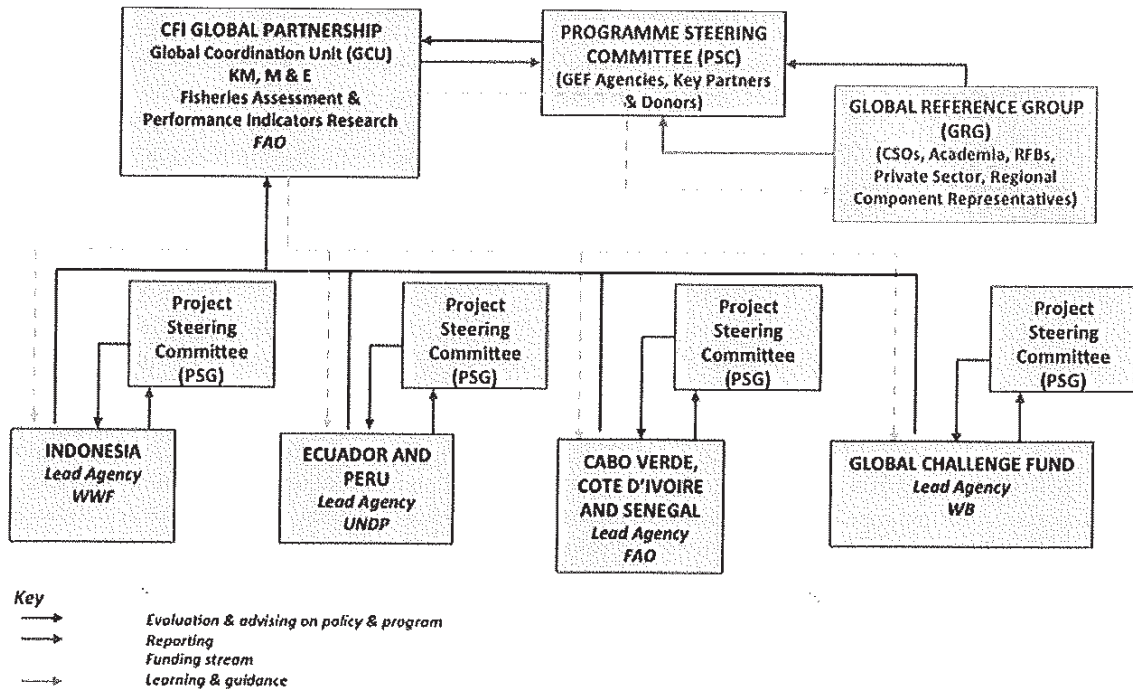 CFI GLOBAL PARTNERSHIP
Global Coordination Unit (GCU)
KM, M & E
Fisheries Assessment &
Performance Indicators Research
FAO
PROGRAMME STEERING
COMMITTEE (PSC)
(GEF Agencies, Key Partners
& Donors)
GLOBAL REFERENCE GROUP
(GRG)
(CSOs, Academia, RFBs,
Private Sector, Regional
Component Representatives)
Project
Steering
Committee
(PSG)
Project
Steering
Committee
(PSG)
Project
Steering
Committee
(PSG)
Project
Steering
Committee
(PSG)
INDONESIA
Lead Agency
WWF
ECUADOR AND
PERU
Lead Agency
UNDP
CABO VERDE,
COTE D'IVOIRE
AND SENEGAL
Lead Agency
FAO
GLOBAL CHALLENGE FUND
Lead Agency
WB
Key
Evaluation & advising on policy & program
Reporting
Funding stream
Learning & guidance